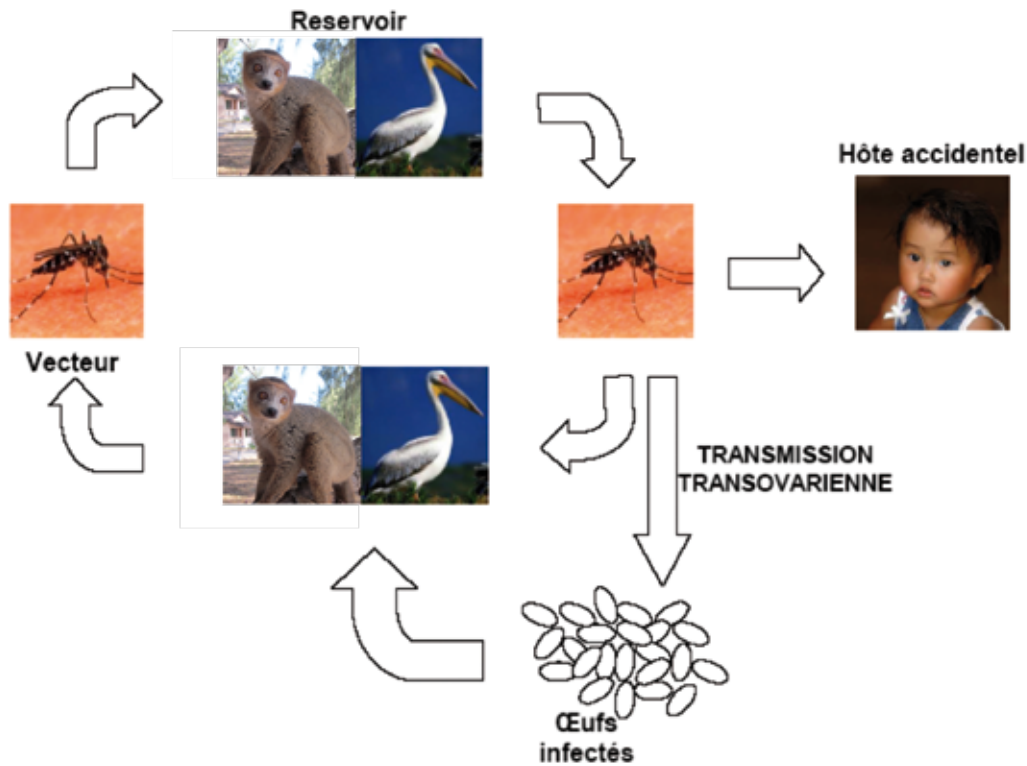 Reservoir
Hôte accidentel
Vecteur
TRANSMISSION
TRANSOVARIENNE
Œufs
infectés